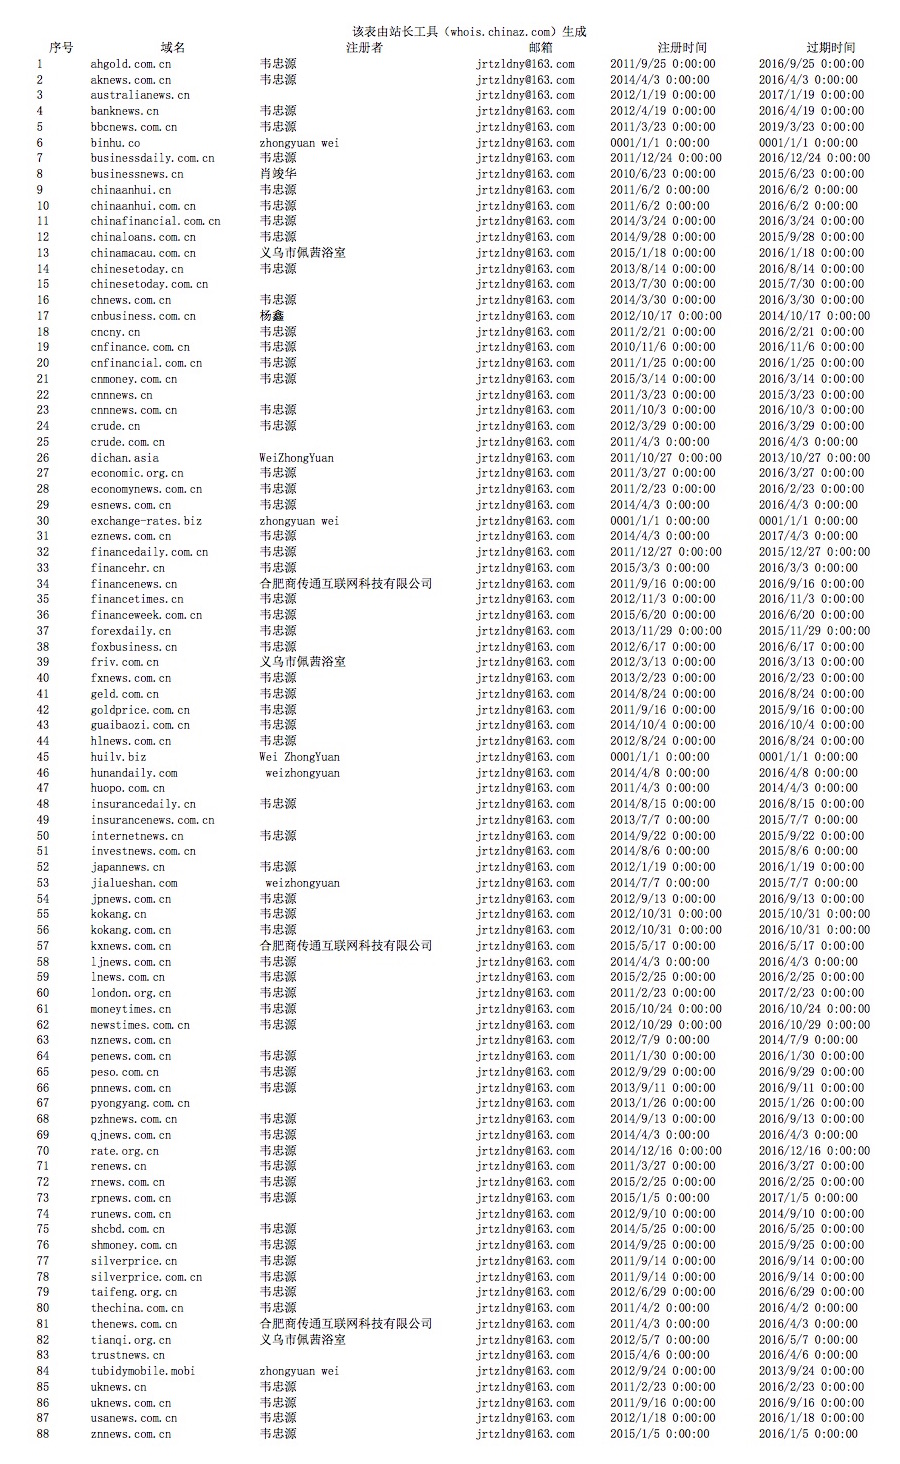 该表由站长工具（whois.chinaz.com）生成
序号 域名 注册者 邮箱 注册时间 过期时间
1 ahgold.com.cn 韦忠源 jrtzldny@163.com 2011/9/25 0:00:00 2016/9/25 0:00:00
2 aknews.com.cn 韦忠源 jrtzldny@163.com 2014/4/3 0:00:00 2016/4/3 0:00:00
3 australianews.cn jrtzldny@163.com 2012/1/19 0:00:00 2017/1/19 0:00:00
4 banknews.cn 韦忠源 jrtzldny@163.com 2012/4/19 0:00:00 2016/4/19 0:00:00
5 bbcnews.com.cn 韦忠源 jrtzldny@163.com 2011/3/23 0:00:00 2019/3/23 0:00:00
6 binhu.co zhongyuan wei jrtzldny@163.com 0001/1/1 0:00:00 0001/1/1 0:00:00
7 businessdaily.com.cn 韦忠源 jrtzldny@163.com 2011/12/24 0:00:00 2016/12/24 0:00:00
8 businessnews.cn 肖竣华 jrtzldny@163.com 2010/6/23 0:00:00 2015/6/23 0:00:00
9 chinaanhui.cn 韦忠源 jrtzldny@163.com 2011/6/2 0:00:00 2016/6/2 0:00:00
10 chinaanhui.com.cn 韦忠源 jrtzldny@163.com 2011/6/2 0:00:00 2016/6/2 0:00:00
11 chinafinancial.com.cn 韦忠源 jrtzldny@163.com 2014/3/24 0:00:00 2016/3/24 0:00:00
12 chinaloans.com.cn 韦忠源 jrtzldny@163.com 2014/9/28 0:00:00 2015/9/28 0:00:00
13 chinamacau.com.cn 义乌市佩茜浴室 jrtzldny@163.com 2015/1/18 0:00:00 2016/1/18 0:00:00
14 chinesetoday.cn 韦忠源 jrtzldny@163.com 2013/8/14 0:00:00 2016/8/14 0:00:00
15 chinesetoday.com.cn jrtzldny@163.com 2013/7/30 0:00:00 2015/7/30 0:00:00
16 chnews.com.cn 韦忠源 jrtzldny@163.com 2014/3/30 0:00:00 2016/3/30 0:00:00
17 cnbusiness.com.cn 杨鑫 jrtzldny@163.com 2012/10/17 0:00:00 2014/10/17 0:00:00
18 cncny.cn 韦忠源 jrtzldny@163.com 2011/2/21 0:00:00 2016/2/21 0:00:00
19 cnfinance.com.cn 韦忠源 jrtzldny@163.com 2010/11/6 0:00:00 2016/11/6 0:00:00
20 cnfinancial.com.cn 韦忠源 jrtzldny@163.com 2011/1/25 0:00:00 2016/1/25 0:00:00
21 cnmoney.com.cn 韦忠源 jrtzldny@163.com 2015/3/14 0:00:00 2016/3/14 0:00:00
22 cnnnews.cn jrtzldny@163.com 2011/3/23 0:00:00 2015/3/23 0:00:00
23 cnnnews.com.cn 韦忠源 jrtzldny@163.com 2011/10/3 0:00:00 2016/10/3 0:00:00
24 crude.cn 韦忠源 jrtzldny@163.com 2012/3/29 0:00:00 2016/3/29 0:00:00
25 crude.com.cn jrtzldny@163.com 2011/4/3 0:00:00 2016/4/3 0:00:00
26 dichan.asia WeiZhongYuan jrtzldny@163.com 2011/10/27 0:00:00 2013/10/27 0:00:00
27 economic.org.cn 韦忠源 jrtzldny@163.com 2011/3/27 0:00:00 2016/3/27 0:00:00
28 economynews.com.cn 韦忠源 jrtzldny@163.com 2011/2/23 0:00:00 2016/2/23 0:00:00
29 esnews.com.cn 韦忠源 jrtzldny@163.com 2014/4/3 0:00:00 2016/4/3 0:00:00
30 exchange-rates.biz zhongyuan wei jrtzldny@163.com 0001/1/1 0:00:00 0001/1/1 0:00:00
31 eznews.com.cn 韦忠源 jrtzldny@163.com 2014/4/3 0:00:00 2017/4/3 0:00:00
32 financedaily.com.cn 韦忠源 jrtzldny@163.com 2011/12/27 0:00:00 2015/12/27 0:00:00
33 financehr.cn 韦忠源 jrtzldny@163.com 2015/3/3 0:00:00 2016/3/3 0:00:00
34 financenews.cn 合肥商传通互联网科技有限公司 jrtzldny@163.com 2011/9/16 0:00:00 2016/9/16 0:00:00
35 financetimes.cn 韦忠源 jrtzldny@163.com 2012/11/3 0:00:00 2016/11/3 0:00:00
36 financeweek.com.cn 韦忠源 jrtzldny@163.com 2015/6/20 0:00:00 2016/6/20 0:00:00
37 forexdaily.cn 韦忠源 jrtzldny@163.com 2013/11/29 0:00:00 2015/11/29 0:00:00
38 foxbusiness.cn 韦忠源 jrtzldny@163.com 2012/6/17 0:00:00 2016/6/17 0:00:00
39 friv.com.cn 义乌市佩茜浴室 jrtzldny@163.com 2012/3/13 0:00:00 2016/3/13 0:00:00
40 fxnews.com.cn 韦忠源 jrtzldny@163.com 2013/2/23 0:00:00 2016/2/23 0:00:00
41 geld.com.cn 韦忠源 jrtzldny@163.com 2014/8/24 0:00:00 2016/8/24 0:00:00
42 goldprice.com.cn 韦忠源 jrtzldny@163.com 2011/9/16 0:00:00 2015/9/16 0:00:00
43 guaibaozi.com.cn 韦忠源 jrtzldny@163.com 2014/10/4 0:00:00 2016/10/4 0:00:00
44 hlnews.com.cn 韦忠源 jrtzldny@163.com 2012/8/24 0:00:00 2016/8/24 0:00:00
45 huilv.biz Wei ZhongYuan jrtzldny@163.com 0001/1/1 0:00:00 0001/1/1 0:00:00
46 hunandaily.com weizhongyuan jrtzldny@163.com 2014/4/8 0:00:00 2016/4/8 0:00:00
47 huopo.com.cn jrtzldny@163.com 2011/4/3 0:00:00 2014/4/3 0:00:00
48 insurancedaily.cn 韦忠源 jrtzldny@163.com 2014/8/15 0:00:00 2016/8/15 0:00:00
49 insurancenews.com.cn jrtzldny@163.com 2013/7/7 0:00:00 2015/7/7 0:00:00
50 internetnews.cn 韦忠源 jrtzldny@163.com 2014/9/22 0:00:00 2015/9/22 0:00:00
51 investnews.com.cn jrtzldny@163.com 2014/8/6 0:00:00 2015/8/6 0:00:00
52 japannews.cn 韦忠源 jrtzldny@163.com 2012/1/19 0:00:00 2016/1/19 0:00:00
53 jialueshan.com weizhongyuan jrtzldny@163.com 2014/7/7 0:00:00 2015/7/7 0:00:00
54 jpnews.com.cn 韦忠源 jrtzldny@163.com 2012/9/13 0:00:00 2016/9/13 0:00:00
55 kokang.cn 韦忠源 jrtzldny@163.com 2012/10/31 0:00:00 2015/10/31 0:00:00
56 kokang.com.cn 韦忠源 jrtzldny@163.com 2012/10/31 0:00:00 2016/10/31 0:00:00
57 kxnews.com.cn 合肥商传通互联网科技有限公司 jrtzldny@163.com 2015/5/17 0:00:00 2016/5/17 0:00:00
58 ljnews.com.cn 韦忠源 jrtzldny@163.com 2014/4/3 0:00:00 2016/4/3 0:00:00
59 lnews.com.cn 韦忠源 jrtzldny@163.com 2015/2/25 0:00:00 2016/2/25 0:00:00
60 london.org.cn 韦忠源 jrtzldny@163.com 2011/2/23 0:00:00 2017/2/23 0:00:00
61 moneytimes.cn 韦忠源 jrtzldny@163.com 2015/10/24 0:00:00 2016/10/24 0:00:00
62 newstimes.com.cn 韦忠源 jrtzldny@163.com 2012/10/29 0:00:00 2016/10/29 0:00:00
63 nznews.com.cn jrtzldny@163.com 2012/7/9 0:00:00 2014/7/9 0:00:00
64 penews.com.cn 韦忠源 jrtzldny@163.com 2011/1/30 0:00:00 2016/1/30 0:00:00
65 peso.com.cn 韦忠源 jrtzldny@163.com 2012/9/29 0:00:00 2016/9/29 0:00:00
66 pnnews.com.cn 韦忠源 jrtzldny@163.com 2013/9/11 0:00:00 2016/9/11 0:00:00
67 pyongyang.com.cn jrtzldny@163.com 2013/1/26 0:00:00 2015/1/26 0:00:00
68 pzhnews.com.cn 韦忠源 jrtzldny@163.com 2014/9/13 0:00:00 2016/9/13 0:00:00
69 qjnews.com.cn 韦忠源 jrtzldny@163.com 2014/4/3 0:00:00 2016/4/3 0:00:00
70 rate.org.cn 韦忠源 jrtzldny@163.com 2014/12/16 0:00:00 2016/12/16 0:00:00
71 renews.cn 韦忠源 jrtzldny@163.com 2011/3/27 0:00:00 2016/3/27 0:00:00
72 rnews.com.cn 韦忠源 jrtzldny@163.com 2015/2/25 0:00:00 2016/2/25 0:00:00
73 rpnews.com.cn 韦忠源 jrtzldny@163.com 2015/1/5 0:00:00 2017/1/5 0:00:00
74 runews.com.cn jrtzldny@163.com 2012/9/10 0:00:00 2014/9/10 0:00:00
75 shcbd.com.cn 韦忠源 jrtzldny@163.com 2014/5/25 0:00:00 2016/5/25 0:00:00
76 shmoney.com.cn 韦忠源 jrtzldny@163.com 2014/9/25 0:00:00 2015/9/25 0:00:00
77 silverprice.cn 韦忠源 jrtzldny@163.com 2011/9/14 0:00:00 2016/9/14 0:00:00
78 silverprice.com.cn 韦忠源 jrtzldny@163.com 2011/9/14 0:00:00 2016/9/14 0:00:00
79 taifeng.org.cn 韦忠源 jrtzldny@163.com 2012/6/29 0:00:00 2016/6/29 0:00:00
80 thechina.com.cn 韦忠源 jrtzldny@163.com 2011/4/2 0:00:00 2016/4/2 0:00:00
81 thenews.com.cn 合肥商传通互联网科技有限公司 jrtzldny@163.com 2011/4/3 0:00:00 2016/4/3 0:00:00
82 tianqi.org.cn 义乌市佩茜浴室 jrtzldny@163.com 2012/5/7 0:00:00 2016/5/7 0:00:00
83 trustnews.cn jrtzldny@163.com 2015/4/6 0:00:00 2016/4/6 0:00:00
84 tubidymobile.mobi zhongyuan wei jrtzldny@163.com 2012/9/24 0:00:00 2013/9/24 0:00:00
85 uknews.cn 韦忠源 jrtzldny@163.com 2011/2/23 0:00:00 2016/2/23 0:00:00
86 uknews.com.cn 韦忠源 jrtzldny@163.com 2011/9/16 0:00:00 2016/9/16 0:00:00
87 usanews.com.cn 韦忠源 jrtzldny@163.com 2012/1/18 0:00:00 2016/1/18 0:00:00
88 znnews.com.cn 韦忠源 jrtzldny@163.com 2015/1/5 0:00:00 2016/1/5 0:00:00